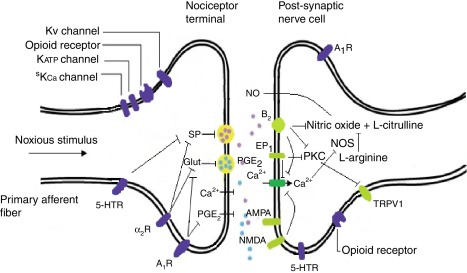 Nociceptor
terminal
Post-synaptic
nerve cell
Kv channel
Opioid receptor
KATP channel
sKCa channel
A1R
NO
B2
SP
Nitric oxide + L-citrulline
Noxious stimulus
EP1
NOS
Glut
PGE2
PKC
L-arginine
Ca2+
Ca2+
Ca2+
Primary afferent
fiber
5-HTR
TRPV1
α2R
PGE2
AMPA
A1R
NMDA
Opioid receptor
5-HTR